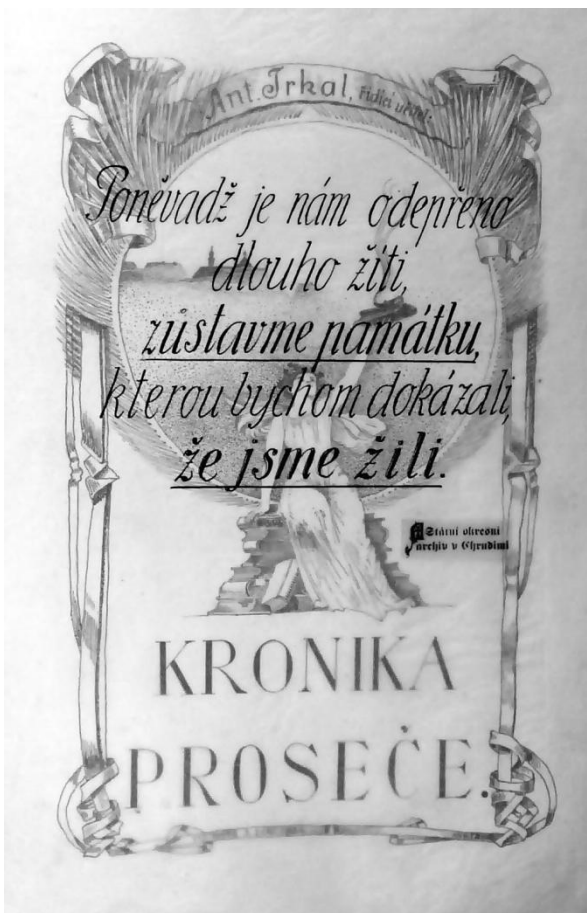 Ant. Trkal, řídící učitel.
Poněvadž je nám odepřeno
dlouho žíti,
zůstavme památku,
kterou bychom dokázali,
že jsme žili.
Státní okresní
archiv v Chrudimi
KRONIKA
PROSEČE.